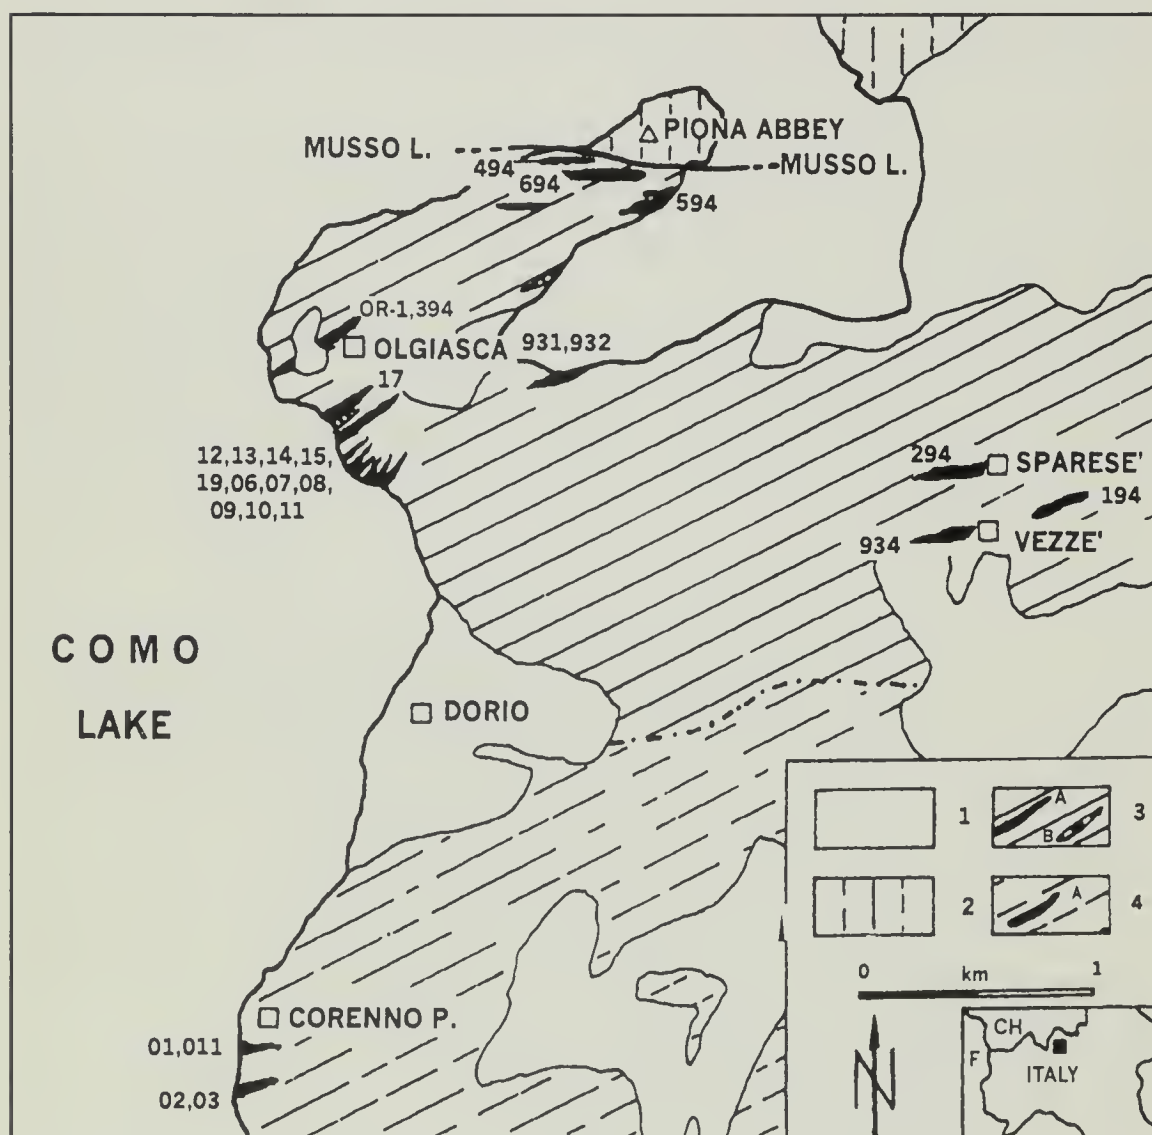 PIONA ABBEY
MUSSO L.
MUSSO L.
494
694
594
OR-1,394
OLGIASCA
931,932
17
12,13,14,15,
19,06,07,08,
09,10,11
294
SPARESE'
194
934
VEZZE'
COMO
LAKE
DORIO
1
A
B
3
2
A
4
0
km
1
CORENNO P.
01,011
02,03
N
CH
F
ITALY